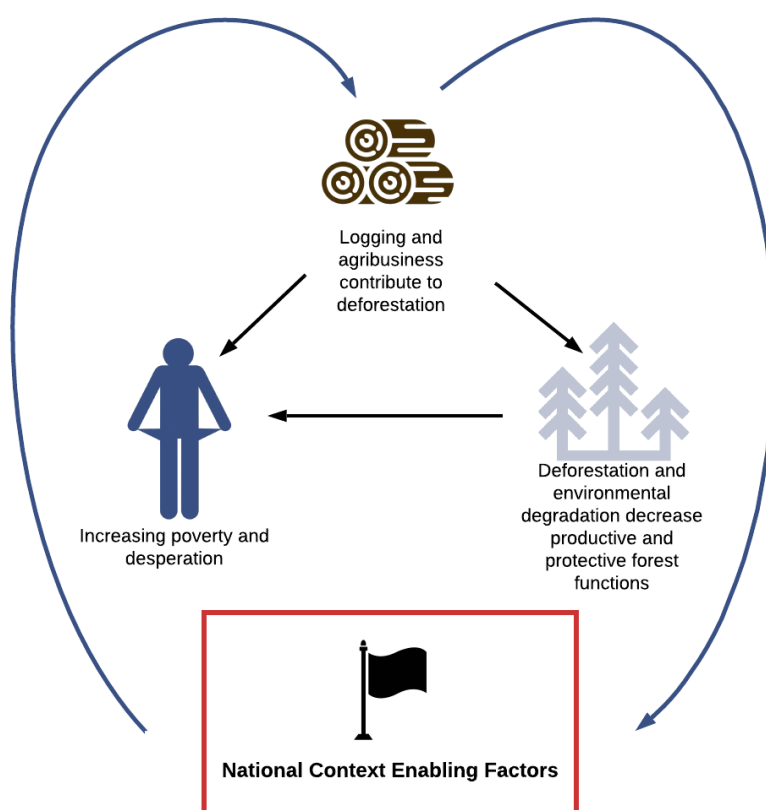 Logging and
agribusiness
contribute to
deforestation
Increasing poverty and
desperation
Deforestation and
environmental
degradation decrease
productive and
protective forest
functions
National Context Enabling Factors